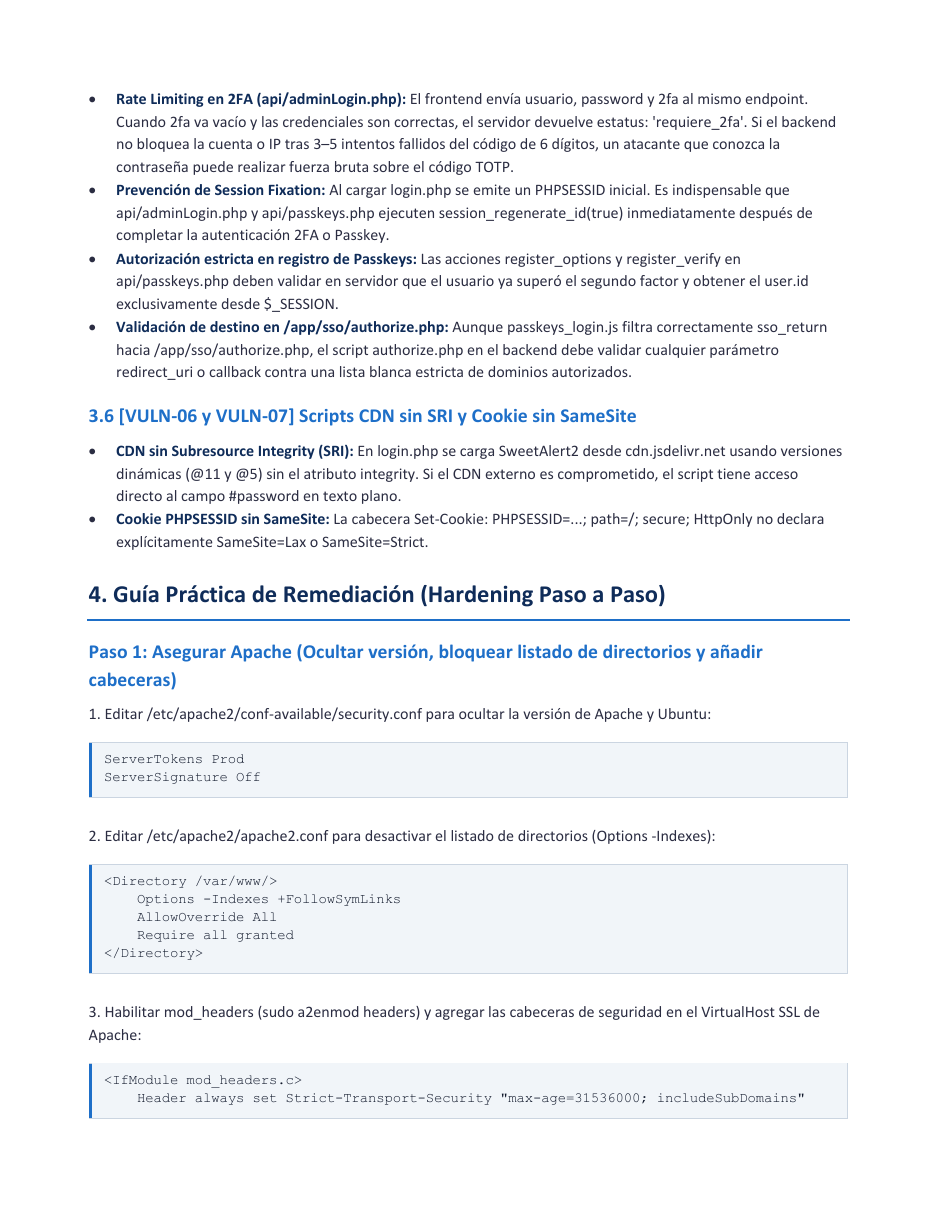 • Rate Limiting en 2FA (api/adminLogin.php): El frontend envía usuario, password y 2fa al mismo endpoint.
Cuando 2fa va vacío y las credenciales son correctas, el servidor devuelve estatus: 'requiere_2fa'. Si el backend
no bloquea la cuenta o IP tras 3–5 intentos fallidos del código de 6 dígitos, un atacante que conozca la
contraseña puede realizar fuerza bruta sobre el código TOTP.
• Prevención de Session Fixation: Al cargar login.php se emite un PHPSESSID inicial. Es indispensable que
api/adminLogin.php y api/passkeys.php ejecuten session_regenerate_id(true) inmediatamente después de
completar la autenticación 2FA o Passkey.
• Autorización estricta en registro de Passkeys: Las acciones register_options y register_verify en
api/passkeys.php deben validar en servidor que el usuario ya superó el segundo factor y obtener el user.id
exclusivamente desde $_SESSION.
• Validación de destino en /app/sso/authorize.php: Aunque passkeys_login.js filtra correctamente sso_return
hacia /app/sso/authorize.php, el script authorize.php en el backend debe validar cualquier parámetro
redirect_uri o callback contra una lista blanca estricta de dominios autorizados.
3.6 [VULN-06 y VULN-07] Scripts CDN sin SRI y Cookie sin SameSite
• CDN sin Subresource Integrity (SRI): En login.php se carga SweetAlert2 desde cdn.jsdelivr.net usando versiones
dinámicas (@11 y @5) sin el atributo integrity. Si el CDN externo es comprometido, el script tiene acceso
directo al campo #password en texto plano.
• Cookie PHPSESSID sin SameSite: La cabecera Set-Cookie: PHPSESSID=...; path=/; secure; HttpOnly no declara
explícitamente SameSite=Lax o SameSite=Strict.
4. Guía Práctica de Remediación (Hardening Paso a Paso)
Paso 1: Asegurar Apache (Ocultar versión, bloquear listado de directorios y añadir
cabeceras)
1. Editar /etc/apache2/conf-available/security.conf para ocultar la versión de Apache y Ubuntu:
ServerTokens Prod
ServerSignature Off
2. Editar /etc/apache2/apache2.conf para desactivar el listado de directorios (Options -Indexes):
<Directory /var/www/>
    Options -Indexes +FollowSymLinks
    AllowOverride All
    Require all granted
</Directory>
3. Habilitar mod_headers (sudo a2enmod headers) y agregar las cabeceras de seguridad en el VirtualHost SSL de
Apache:
<IfModule mod_headers.c>
    Header always set Strict-Transport-Security "max-age=31536000; includeSubDomains"